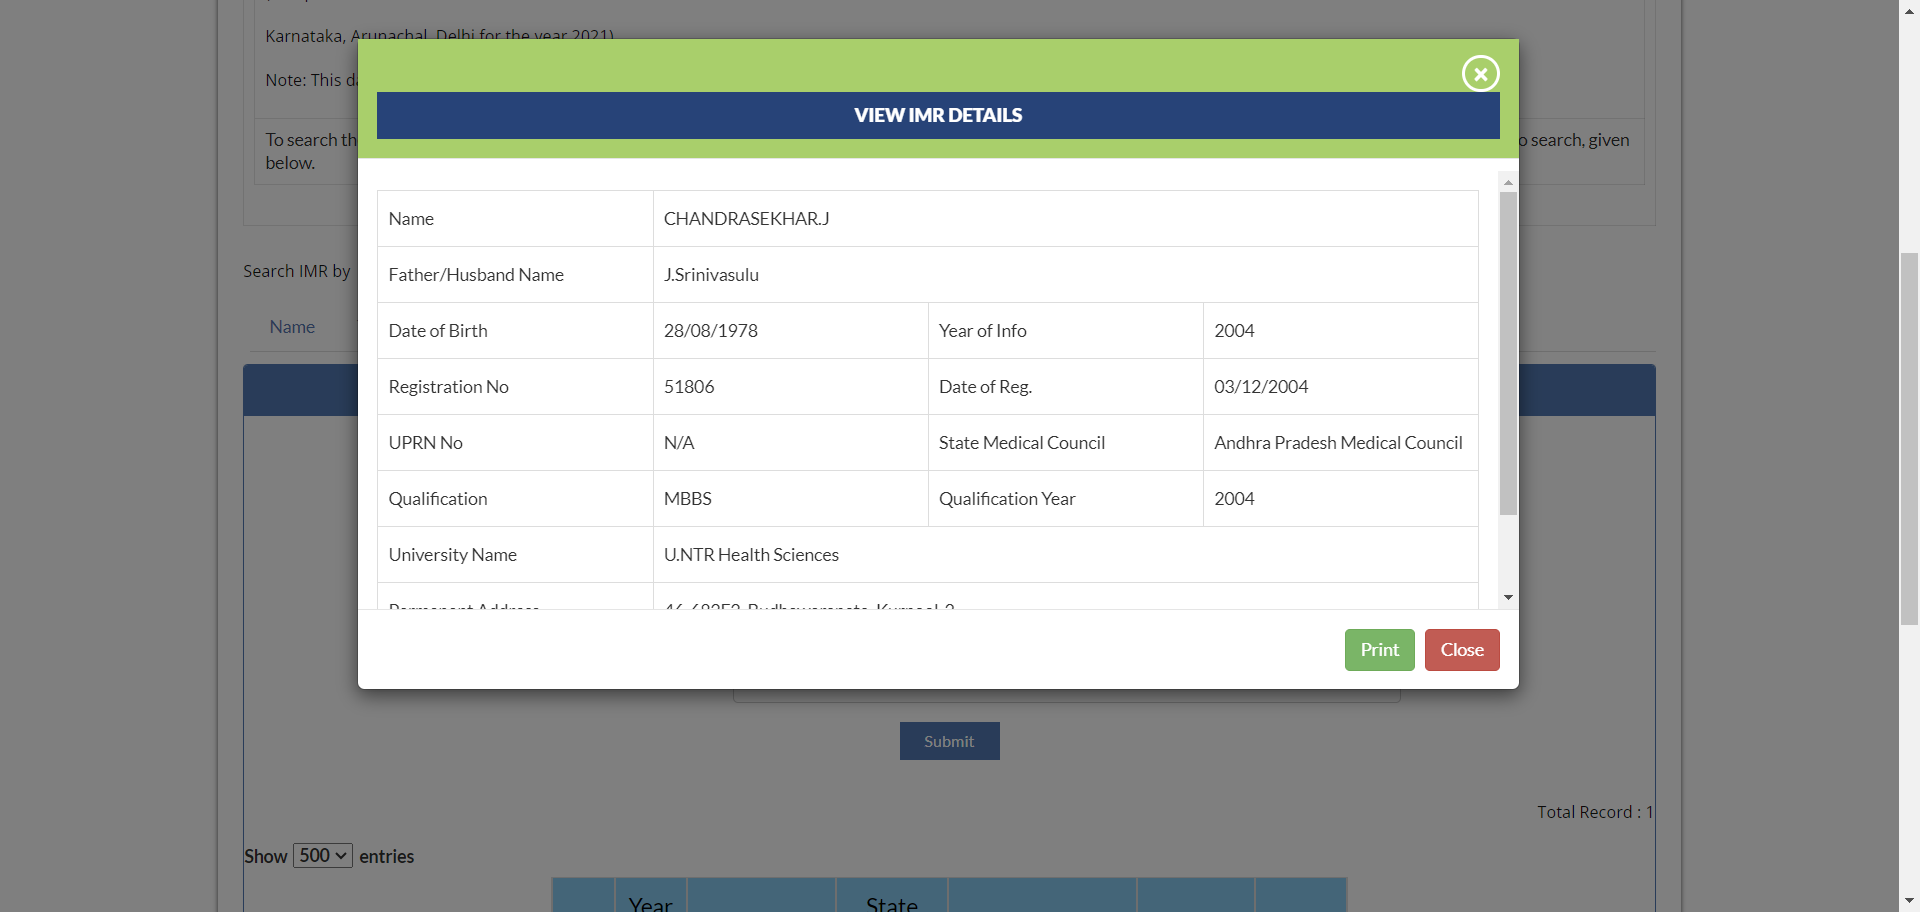 Karnataka, Arunachal, Delhi for the year 2021)
Note: This da
To search th
o search, given
below.
VIEW IMR DETAILS
Name CHANDRASEKHAR.J
Father/Husband Name J.Srinivasulu
Date of Birth 28/08/1978 Year of Info 2004
Registration No 51806 Date of Reg. 03/12/2004
UPRN No N/A State Medical Council Andhra Pradesh Medical Council
Qualification MBBS Qualification Year 2004
University Name U.NTR Health Sciences
Permanent Address
Print Close
Search IMR by
Name
Submit
Total Record : 1
Show 500 entries
Year State